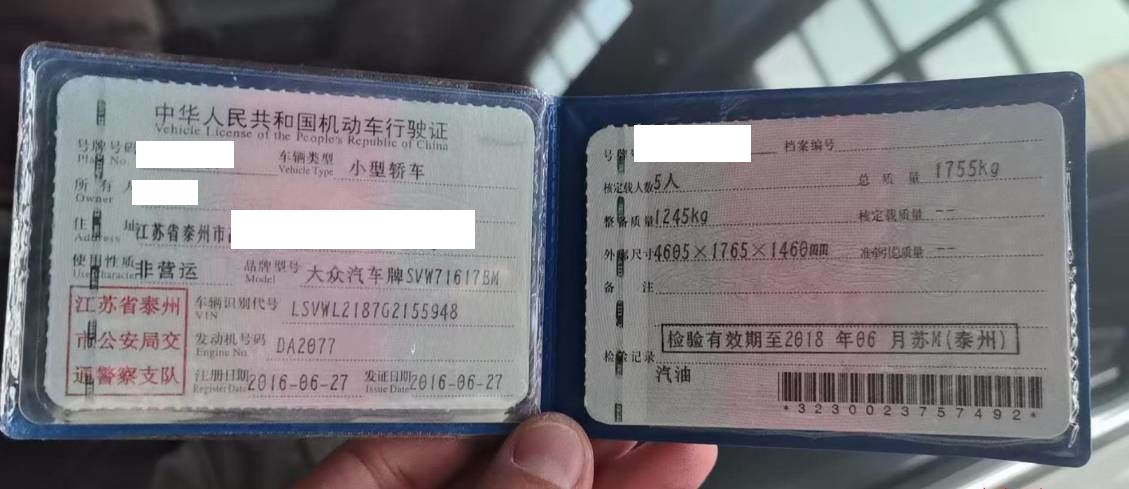 中华人民共和国机动车行驶证
Vehicle License of the People's Republic of China
号牌号码 车辆类型 小型轿车
Plate No. Vehicle Type
所有人
Owner
住址 江苏省泰州市
Address
使用性质 非营运 品牌型号 大众汽车牌SVW71617BM
Use Character Model
江苏省泰州市公安局交通警察支队
车辆识别代号 LSVWL2187G2155948
VIN
发动机号码 DA2077
Engine No.
注册日期 2016-06-27 发证日期 2016-06-27
Register Date Issue Date
号牌号 档案编号
核定载人数 5人 总质量 1755kg
整备质量 1245kg 核定载质量 --
外廓尺寸 4605×1765×1460mm 准牵引总质量 --
备注
检验有效期至2018 年06 月苏M(泰州)
检验记录
汽油
*3230023757492*